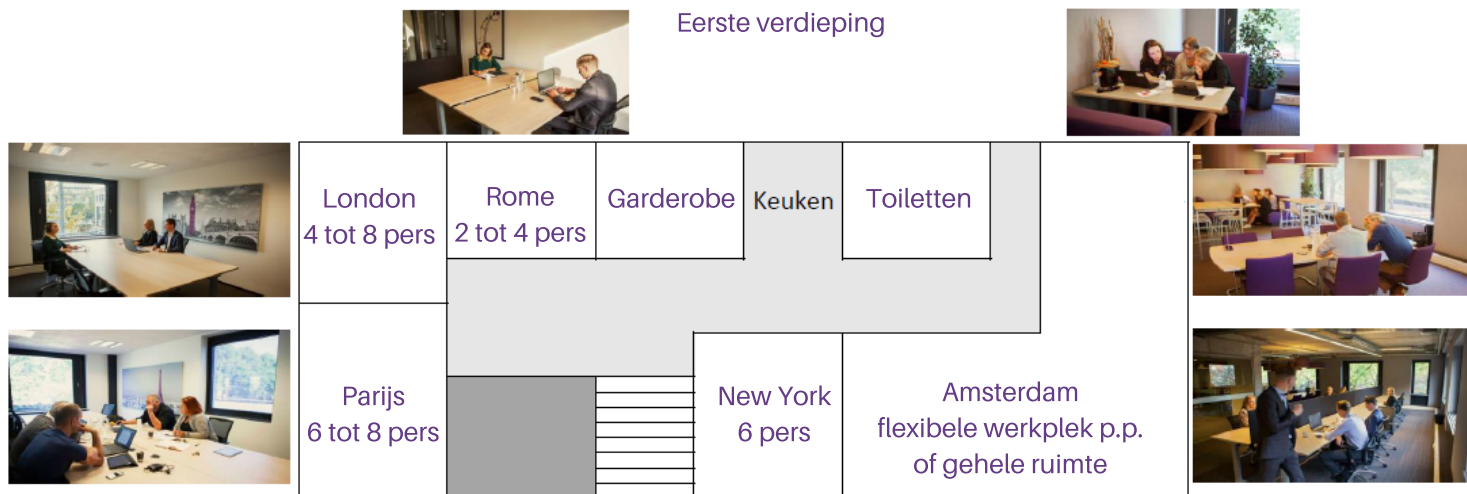 Eerste verdieping
London
4 tot 8 pers
Rome
2 tot 4 pers
Garderobe
Keuken
Toiletten
Parijs
6 tot 8 pers
New York
6 pers
Amsterdam
flexibele werkplek p.p.
of gehele ruimte